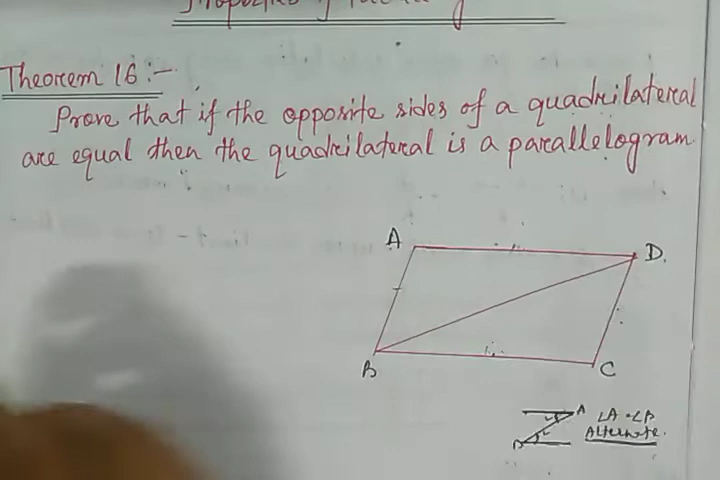 Theorem 16 :-
Prove that if the opposite sides of a quadrilateral
are equal then the quadrilateral is a parallelogram.
A
D.
B
C
A
∠A = ∠B
B
Alternate.